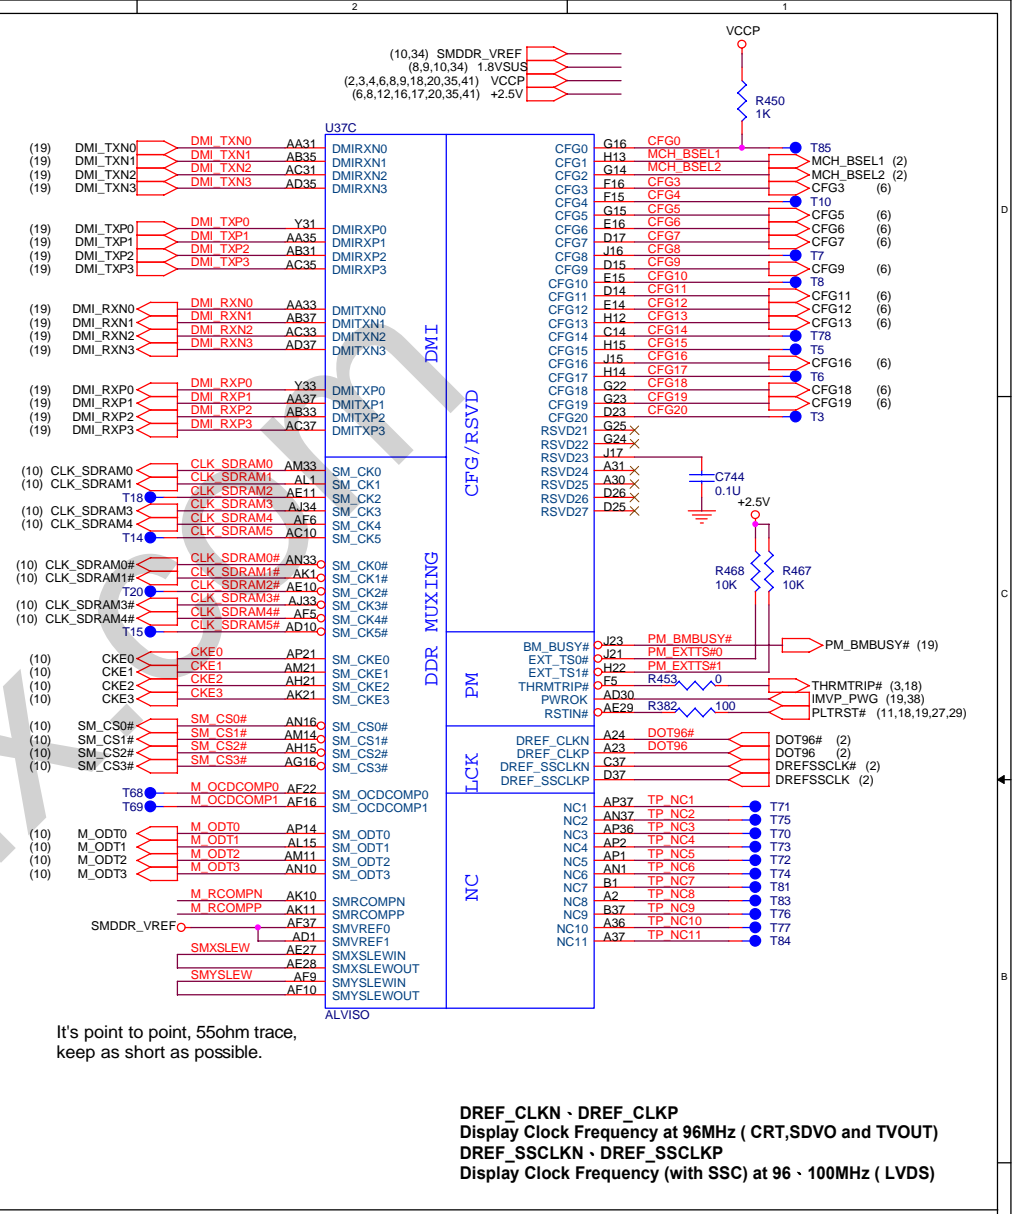 2
1
VCCP
(10,34) SMDDR_VREF
(8,9,10,34) 1.8VSUS
(2,3,4,6,8,9,18,20,35,41) VCCP
(6,8,12,16,17,20,35,41) +2.5V
R450
1K
U37C
(19) DMI_TXN0 DMI_TXN0 AA31 DMIRXN0
(19) DMI_TXN1 DMI_TXN1 AB35 DMIRXN1
(19) DMI_TXN2 DMI_TXN2 AC31 DMIRXN2
(19) DMI_TXN3 DMI_TXN3 AD35 DMIRXN3
(19) DMI_TXP0 DMI_TXP0 Y31 DMIRXP0
(19) DMI_TXP1 DMI_TXP1 AA35 DMIRXP1
(19) DMI_TXP2 DMI_TXP2 AB31 DMIRXP2
(19) DMI_TXP3 DMI_TXP3 AC35 DMIRXP3
(19) DMI_RXN0 DMI_RXN0 AA33 DMITXN0
(19) DMI_RXN1 DMI_RXN1 AB37 DMITXN1
(19) DMI_RXN2 DMI_RXN2 AC33 DMITXN2
(19) DMI_RXN3 DMI_RXN3 AD37 DMITXN3
(19) DMI_RXP0 DMI_RXP0 Y33 DMITXP0
(19) DMI_RXP1 DMI_RXP1 AA37 DMITXP1
(19) DMI_RXP2 DMI_RXP2 AB33 DMITXP2
(19) DMI_RXP3 DMI_RXP3 AC37 DMITXP3
DMI
(10) CLK_SDRAM0 CLK_SDRAM0 AM33 SM_CK0
(10) CLK_SDRAM1 CLK_SDRAM1 AL1 SM_CK1
T18 CLK_SDRAM2 AE11 SM_CK2
(10) CLK_SDRAM3 CLK_SDRAM3 AJ34 SM_CK3
(10) CLK_SDRAM4 CLK_SDRAM4 AF6 SM_CK4
T14 CLK_SDRAM5 AC10 SM_CK5
(10) CLK_SDRAM0# CLK_SDRAM0# AN33 SM_CK0#
(10) CLK_SDRAM1# CLK_SDRAM1# AK1 SM_CK1#
T20 CLK_SDRAM2# AE10 SM_CK2#
(10) CLK_SDRAM3# CLK_SDRAM3# AJ33 SM_CK3#
(10) CLK_SDRAM4# CLK_SDRAM4# AF5 SM_CK4#
T15 CLK_SDRAM5# AD10 SM_CK5#
(10) CKE0 CKE0 AP21 SM_CKE0
(10) CKE1 CKE1 AM21 SM_CKE1
(10) CKE2 CKE2 AH21 SM_CKE2
(10) CKE3 CKE3 AK21 SM_CKE3
(10) SM_CS0# SM_CS0# AN16 SM_CS0#
(10) SM_CS1# SM_CS1# AM14 SM_CS1#
(10) SM_CS2# SM_CS2# AH15 SM_CS2#
(10) SM_CS3# SM_CS3# AG16 SM_CS3#
T68 M_OCDCOMP0 AF22 SM_OCDCOMP0
T69 M_OCDCOMP1 AF16 SM_OCDCOMP1
(10) M_ODT0 M_ODT0 AP14 SM_ODT0
(10) M_ODT1 M_ODT1 AL15 SM_ODT1
(10) M_ODT2 M_ODT2 AM11 SM_ODT2
(10) M_ODT3 M_ODT3 AN10 SM_ODT3
M_RCOMPN AK10 SMRCOMPN
M_RCOMPP AK11 SMRCOMPP
SMDDR_VREF AF37 SMVREF0
AD1 SMVREF1
SMXSLEW AE27 SMXSLEWIN
AE28 SMXSLEWOUT
SMYSLEW AF9 SMYSLEWIN
AF10 SMYSLEWOUT
DDR MUXING
ALVISO
CFG/RSVD
CFG0 G16 CFG0 T85
CFG1 H13 MCH_BSEL1 MCH_BSEL1 (2)
CFG2 G14 MCH_BSEL2 MCH_BSEL2 (2)
CFG3 F16 CFG3 CFG3 (6)
CFG4 F15 CFG4 T10
CFG5 G15 CFG5 CFG5 (6)
CFG6 E16 CFG6 CFG6 (6)
CFG7 D17 CFG7 CFG7 (6)
CFG8 J16 CFG8 T7
CFG9 D15 CFG9 CFG9 (6)
CFG10 E15 CFG10 T8
CFG11 D14 CFG11 CFG11 (6)
CFG12 E14 CFG12 CFG12 (6)
CFG13 H12 CFG13 CFG13 (6)
CFG14 C14 CFG14 T78
CFG15 H15 CFG15 T5
CFG16 J15 CFG16 CFG16 (6)
CFG17 H14 CFG17 T6
CFG18 G22 CFG18 CFG18 (6)
CFG19 G23 CFG19 CFG19 (6)
CFG20 D23 CFG20 T3
RSVD21 G25
RSVD22 G24
RSVD23 J17
RSVD24 A31
RSVD25 A30
RSVD26 D26
RSVD27 D25
C744
0.1U
+2.5V
R468
10K
R467
10K
PM
BM_BUSY# J23 PM_BMBUSY# PM_BMBUSY# (19)
EXT_TS0# J21 PM_EXTTS#0
EXT_TS1# H22 PM_EXTTS#1
THRMTRIP# F5 R453 0 THRMTRIP# (3,18)
PWROK AD30 IMVP_PWG (19,38)
RSTIN# AE29 R382 100 PLTRST# (11,18,19,27,29)
LCK
DREF_CLKN A24 DOT96# DOT96# (2)
DREF_CLKP A23 DOT96 DOT96 (2)
DREF_SSCLKN C37 DREFSSCLK# (2)
DREF_SSCLKP D37 DREFSSCLK (2)
NC
NC1 AP37 TP_NC1 T71
NC2 AN37 TP_NC2 T75
NC3 AP36 TP_NC3 T70
NC4 AP2 TP_NC4 T73
NC5 AP1 TP_NC5 T72
NC6 AN1 TP_NC6 T74
NC7 B1 TP_NC7 T81
NC8 A2 TP_NC8 T83
NC9 B37 TP_NC9 T76
NC10 A36 TP_NC10 T77
NC11 A37 TP_NC11 T84
D
C
B
It's point to point, 55ohm trace,
keep as short as possible.
DREF_CLKN、DREF_CLKP
Display Clock Frequency at 96MHz ( CRT,SDVO and TVOUT)
DREF_SSCLKN、DREF_SSCLKP
Display Clock Frequency (with SSC) at 96、100MHz ( LVDS)
x.com